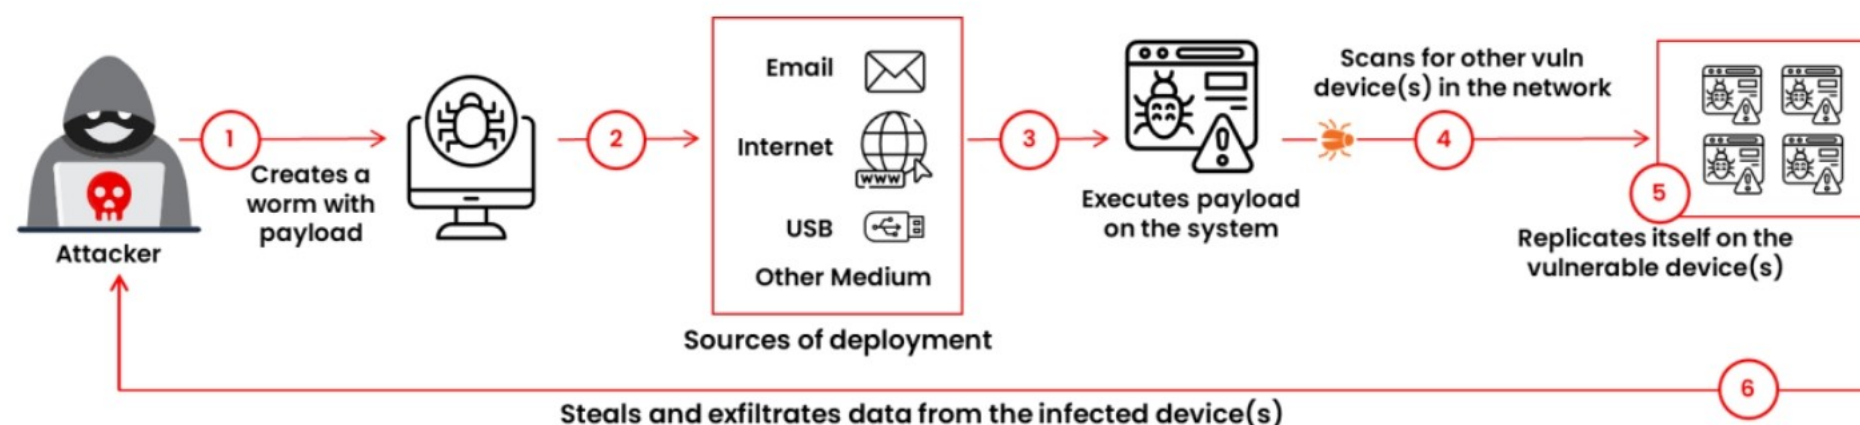 Attacker
1
Creates a
worm with
payload
2
Email
Internet
www
USB
Other Medium
Sources of deployment
3
Executes payload
on the system
Scans for other vuln
device(s) in the network
4
5
Replicates itself on the
vulnerable device(s)
6
Steals and exfiltrates data from the infected device(s)